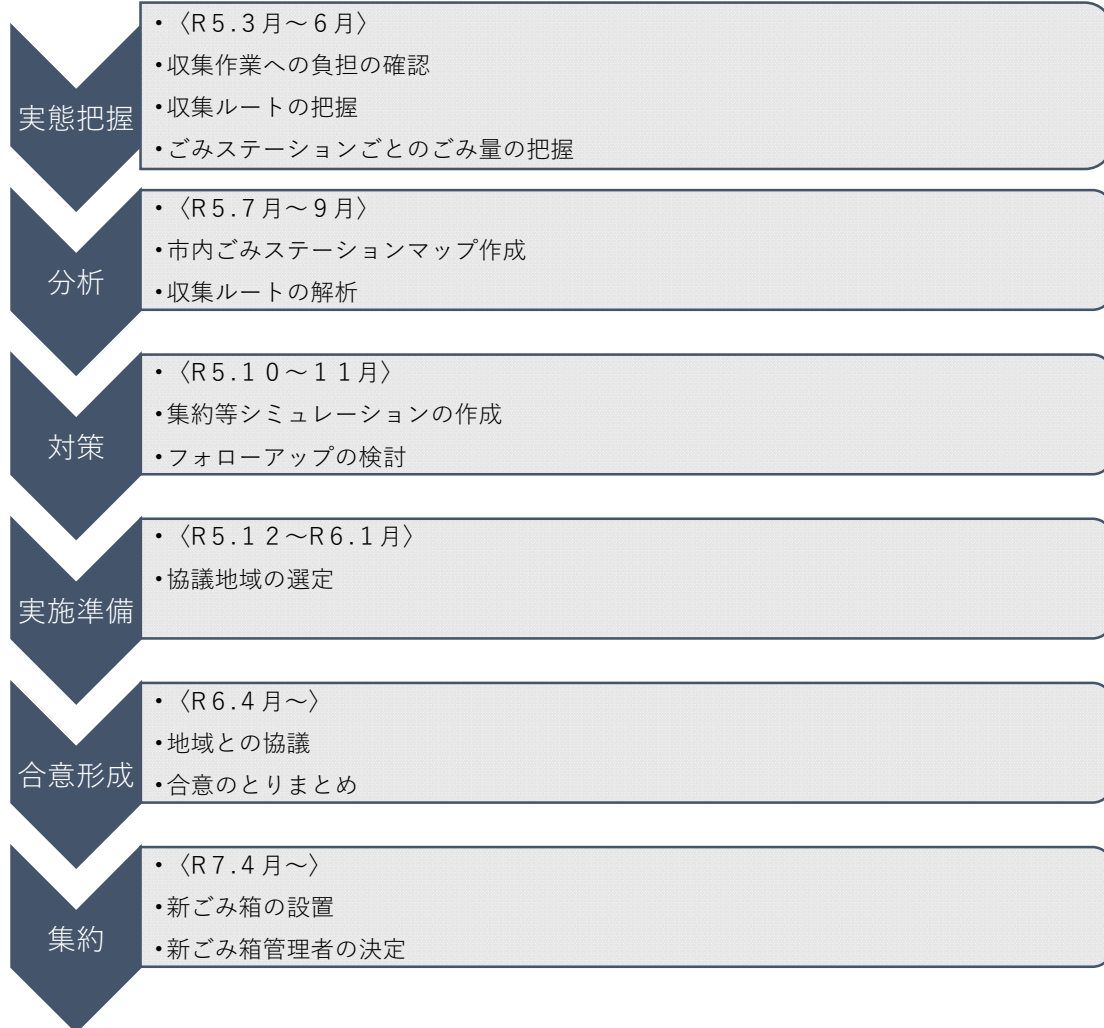 実態把握
・〈R5.3月～6月〉
・収集作業への負担の確認
・収集ルートの把握
・ごみステーションごとのごみ量の把握
分析
・〈R5.7月～9月〉
・市内ごみステーションマップ作成
・収集ルートの解析
対策
・〈R5.10～11月〉
・集約等シミュレーションの作成
・フォローアップの検討
実施準備
・〈R5.12～R6.1月〉
・協議地域の選定
合意形成
・〈R6.4月～〉
・地域との協議
・合意のとりまとめ
集約
・〈R7.4月～〉
・新ごみ箱の設置
・新ごみ箱管理者の決定